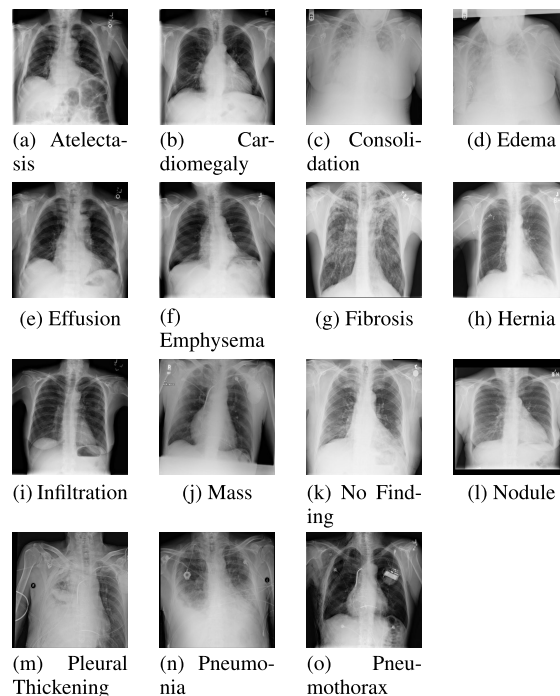 (a) Atelecta-
sis
(b) Car-
diomegaly
(c) Consoli-
dation
(d) Edema
(e) Effusion
(f)
Emphysema
(g) Fibrosis
(h) Hernia
(i) Infiltration
(j) Mass
(k) No Find-
ing
(l) Nodule
(m) Pleural
Thickening
(n) Pneumo-
nia
(o) Pneu-
mothorax